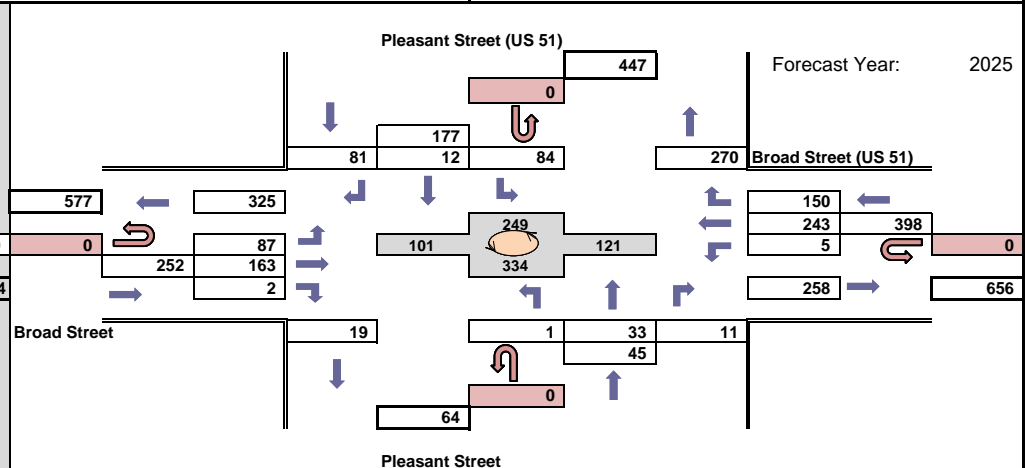 Pleasant Street (US 51)
447
Forecast Year: 2025
0
177
81 12 84 270 Broad Street (US 51)
577 325 150
249 243 398
0 87 101 121 5 0
252 163
334
4 2 258 656
Broad Street 19 1 33 11
45
0
64
Pleasant Street